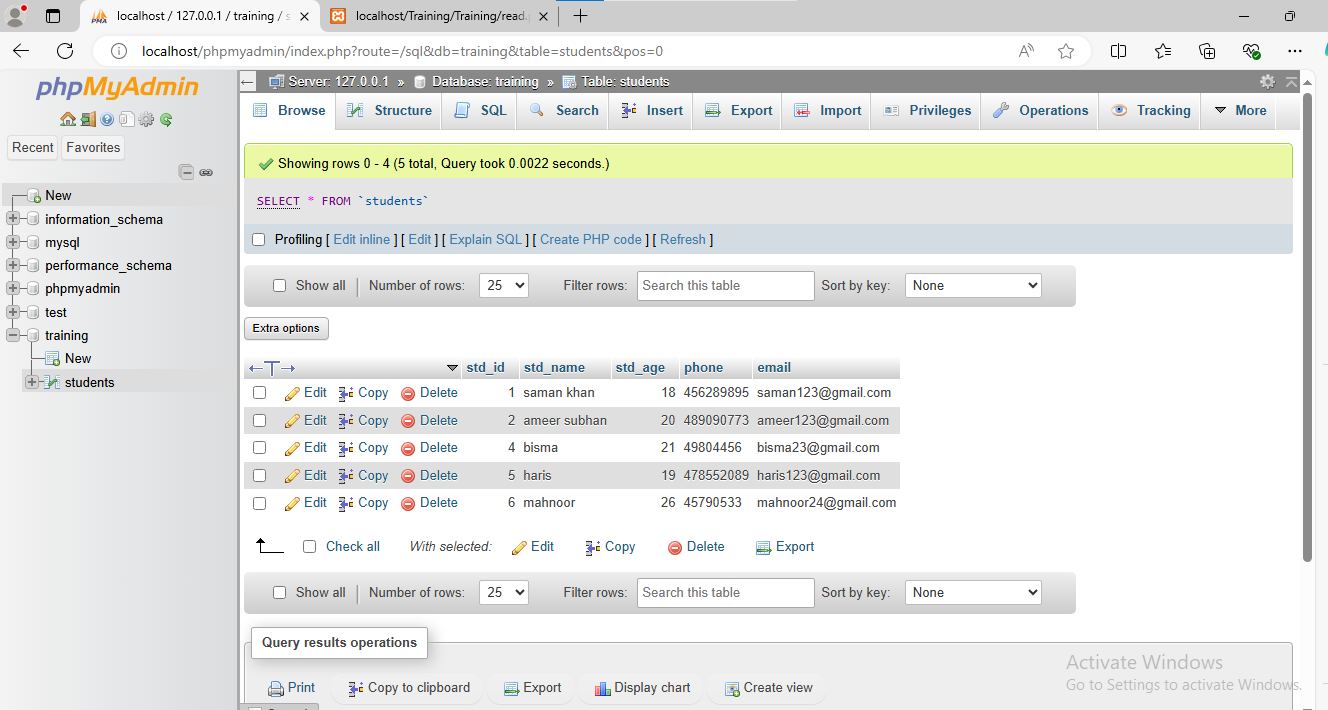 localhost / 127.0.0.1 / training / s
localhost/Training/Training/read.
localhost/phpmyadmin/index.php?route=/sql&db=training&table=students&pos=0
phpMyAdmin
Recent Favorites
New
information_schema
mysql
performance_schema
phpmyadmin
test
training
New
students
Server: 127.0.0.1 » Database: training » Table: students
Browse Structure SQL Search Insert Export Import Privileges Operations Tracking More
Showing rows 0 - 4 (5 total, Query took 0.0022 seconds.)
SELECT * FROM `students`
Profiling [ Edit inline ] [ Edit ] [ Explain SQL ] [ Create PHP code ] [ Refresh ]
Show all Number of rows: 25 Filter rows: Search this table Sort by key: None
Extra options
std_id std_name std_age phone email
Edit Copy Delete 1 saman khan 18 456289895 saman123@gmail.com
Edit Copy Delete 2 ameer subhan 20 489090773 ameer123@gmail.com
Edit Copy Delete 4 bisma 21 49804456 bisma23@gmail.com
Edit Copy Delete 5 haris 19 478552089 haris123@gmail.com
Edit Copy Delete 6 mahnoor 26 45790533 mahnoor24@gmail.com
Check all With selected: Edit Copy Delete Export
Show all Number of rows: 25 Filter rows: Search this table Sort by key: None
Query results operations
Print Copy to clipboard Export Display chart Create view
Activate Windows
Go to Settings to activate Windows.